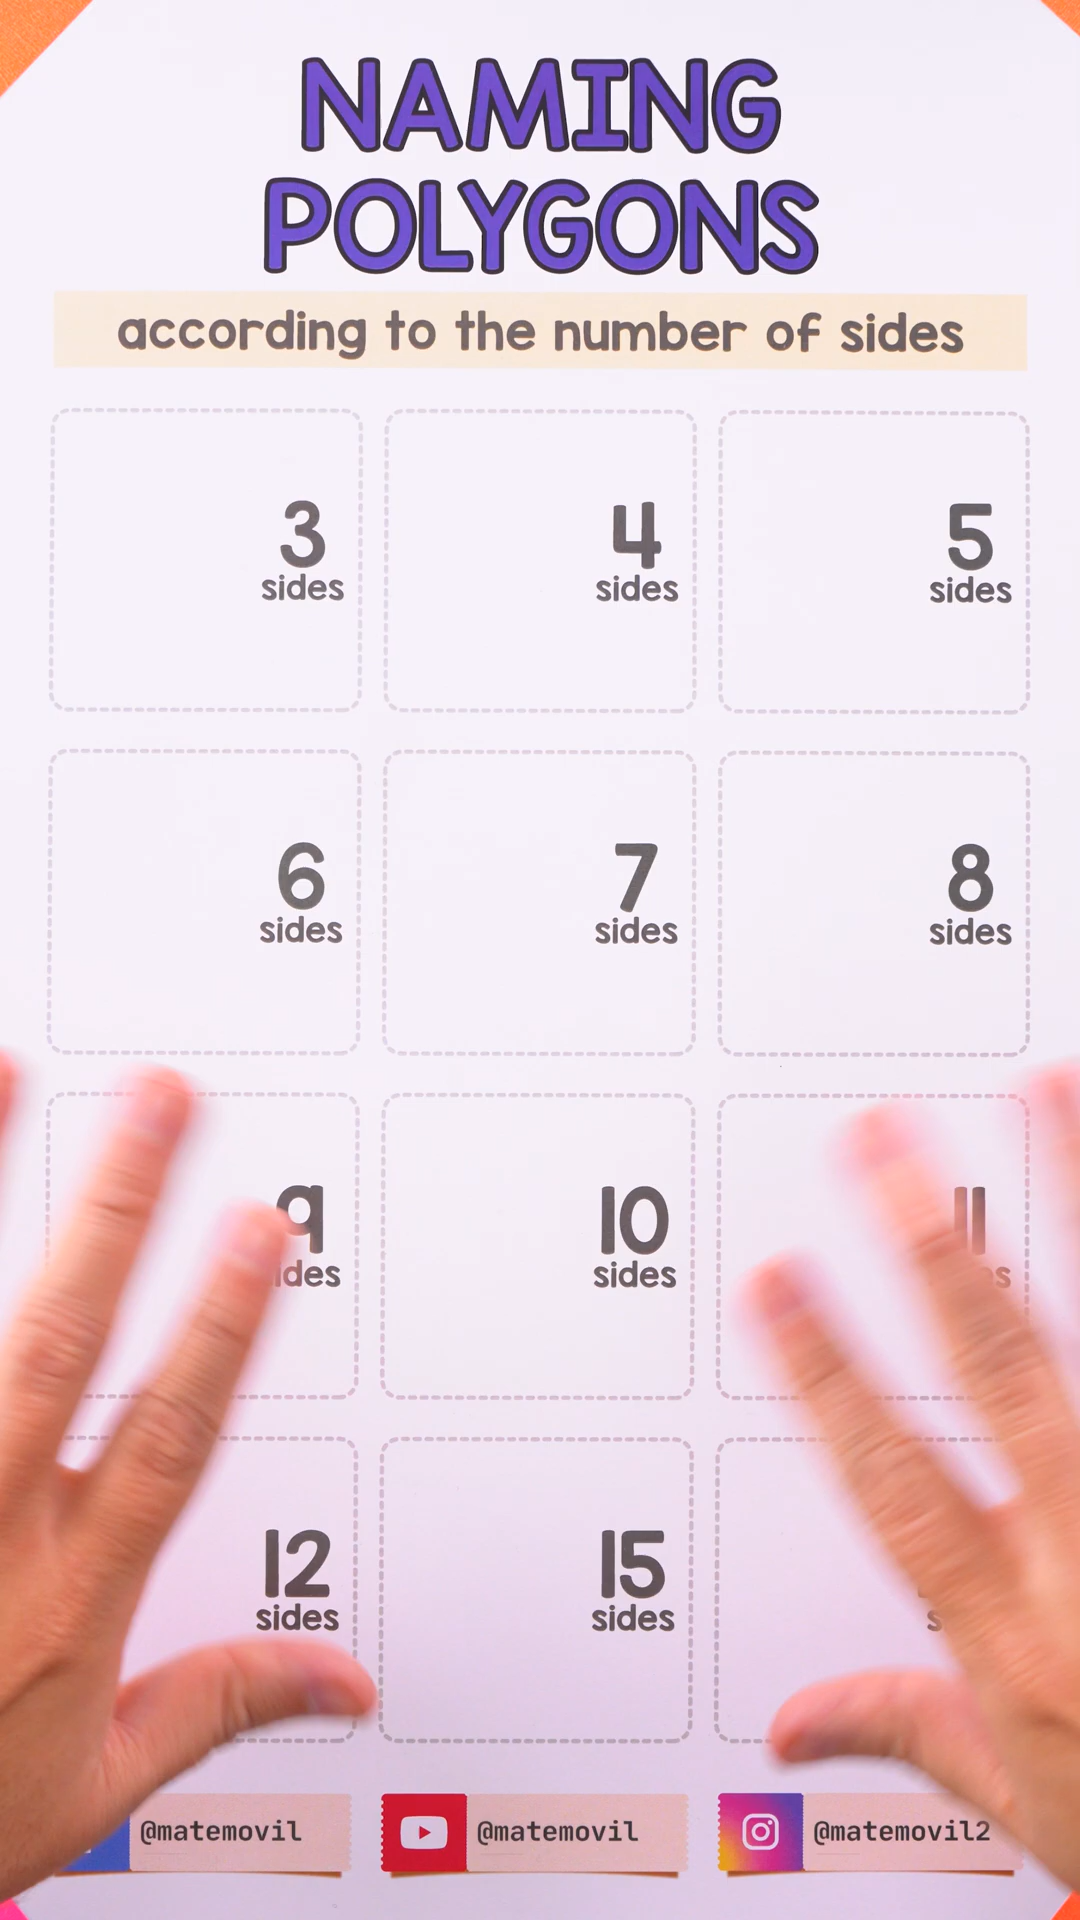 NAMING
POLYGONS
according to the number of sides
3
sides
4
sides
5
sides
6
sides
7
sides
8
sides
9
10
sides
11
12
sides
15
sides
@matemovil
@matemovil
@matemovil2